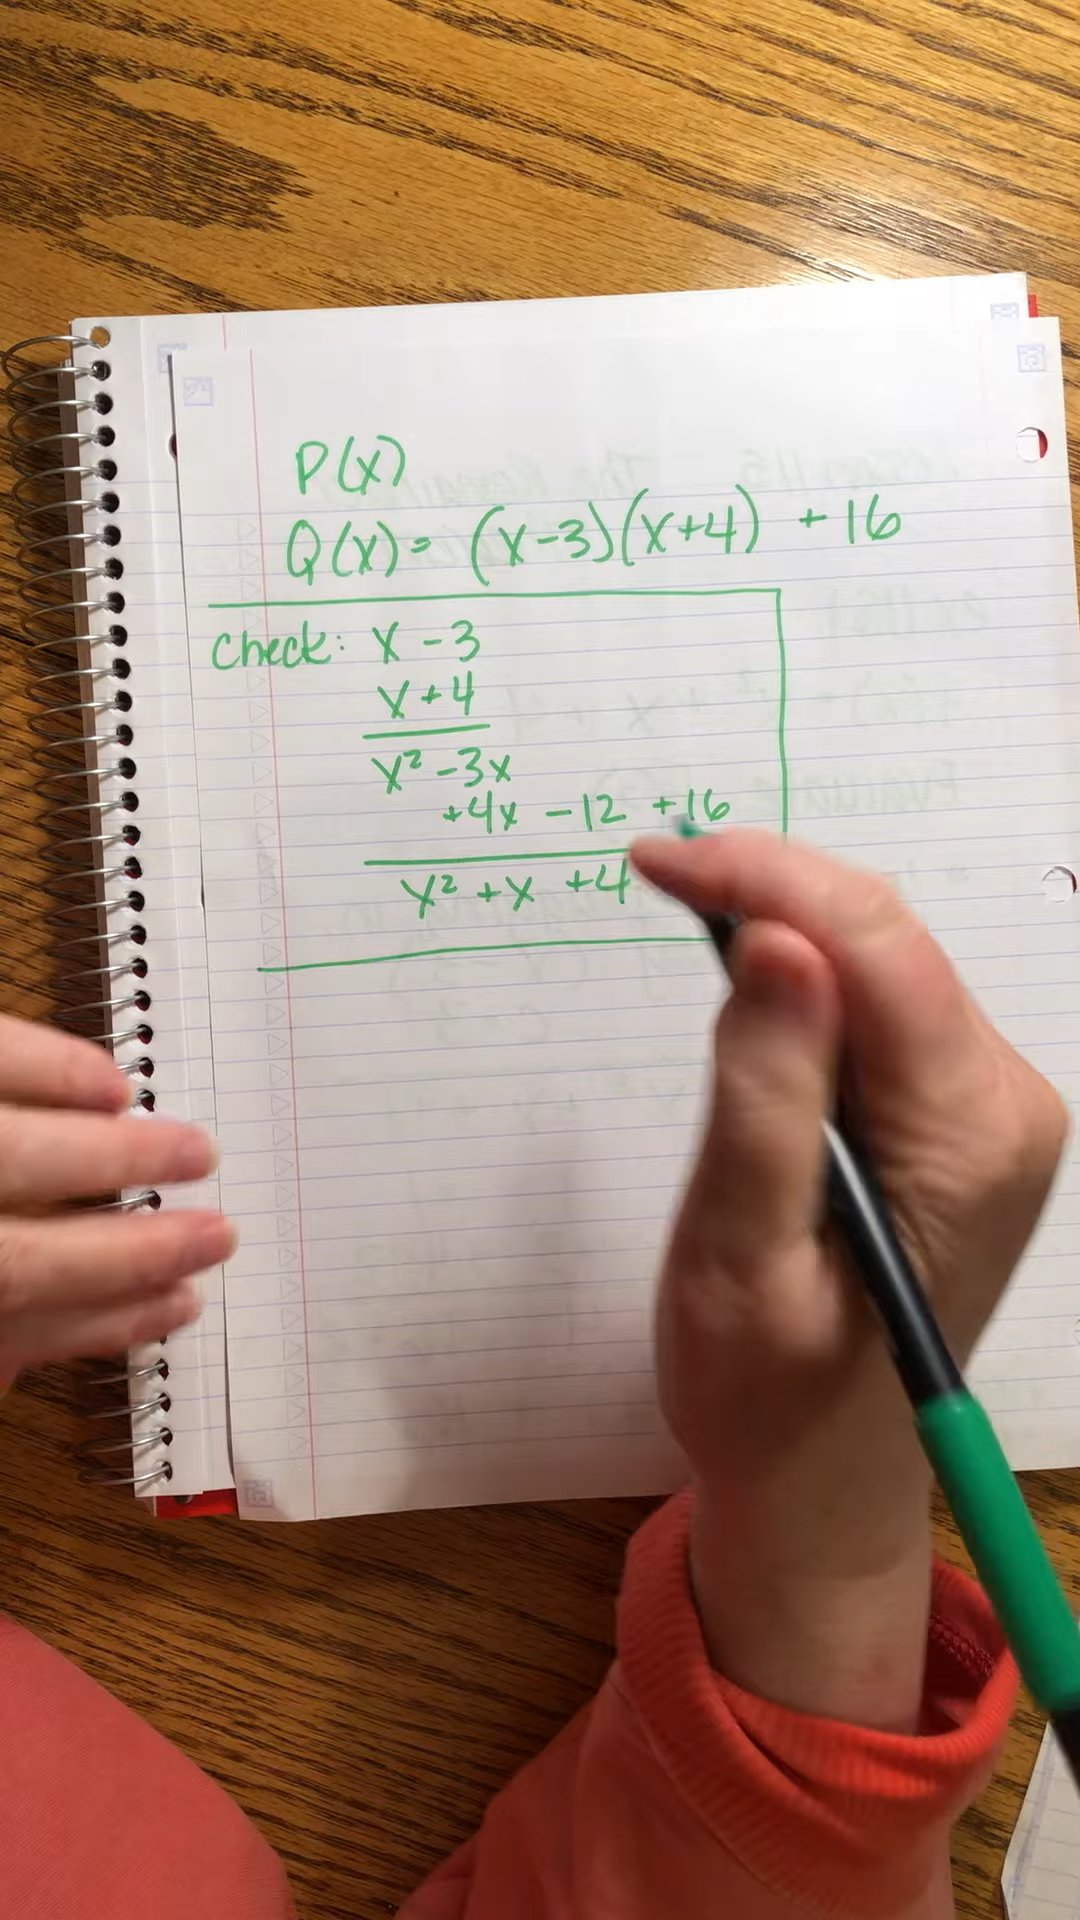 P(x)
Q(x) = (x-3)(x+4) + 16
Check: x - 3
x + 4
x² - 3x
+4x - 12 + 16
x² + x + 4